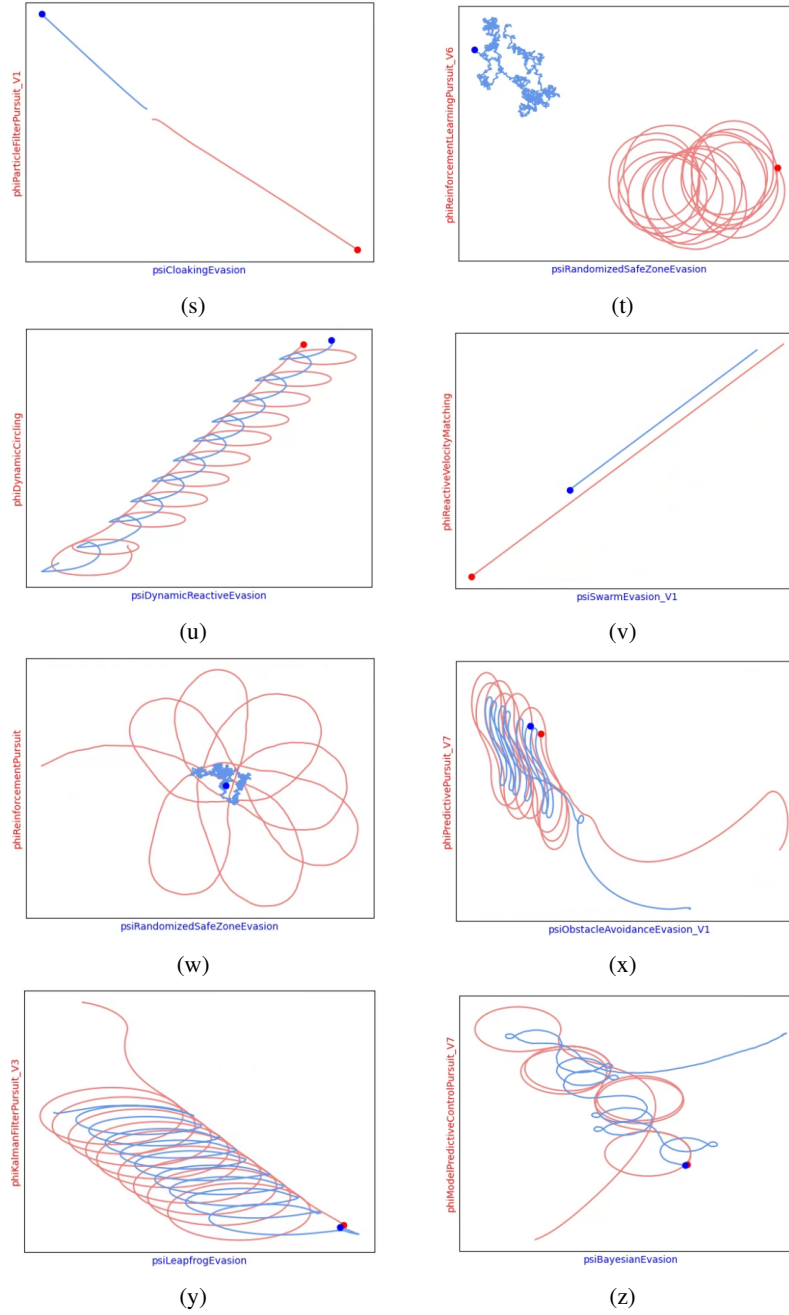 phiParticleFilterPursuit_V1
psiCloakingEvasion
(s)
phiReinforcementLearningPursuit_V6
psiRandomizedSafeZoneEvasion
(t)
phiDynamicCircling
psiDynamicReactiveEvasion
(u)
phiReactiveVelocityMatching
psiSwarmEvasion_V1
(v)
phiReinforcementPursuit
psiRandomizedSafeZoneEvasion
(w)
phiPredictivePursuit_V7
psiObstacleAvoidanceEvasion_V1
(x)
phiKalmanFilterPursuit_V3
psiLeapfrogEvasion
(y)
phiModelPredictiveControlPursuit_V7
psiBayesianEvasion
(z)